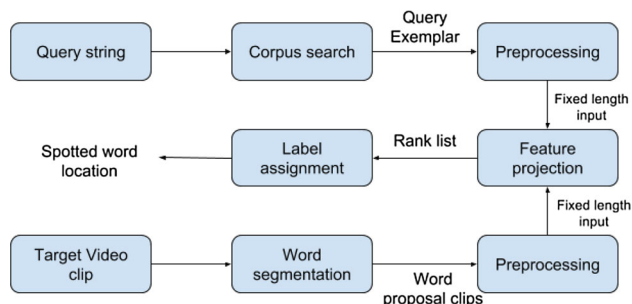 Query
Exemplar
Query string
Corpus search
Preprocessing
Fixed length
input
Spotted word
location
Label
assignment
Rank list
Feature
projection
Fixed length
input
Target Video
clip
Word
segmentation
Word
proposal clips
Preprocessing